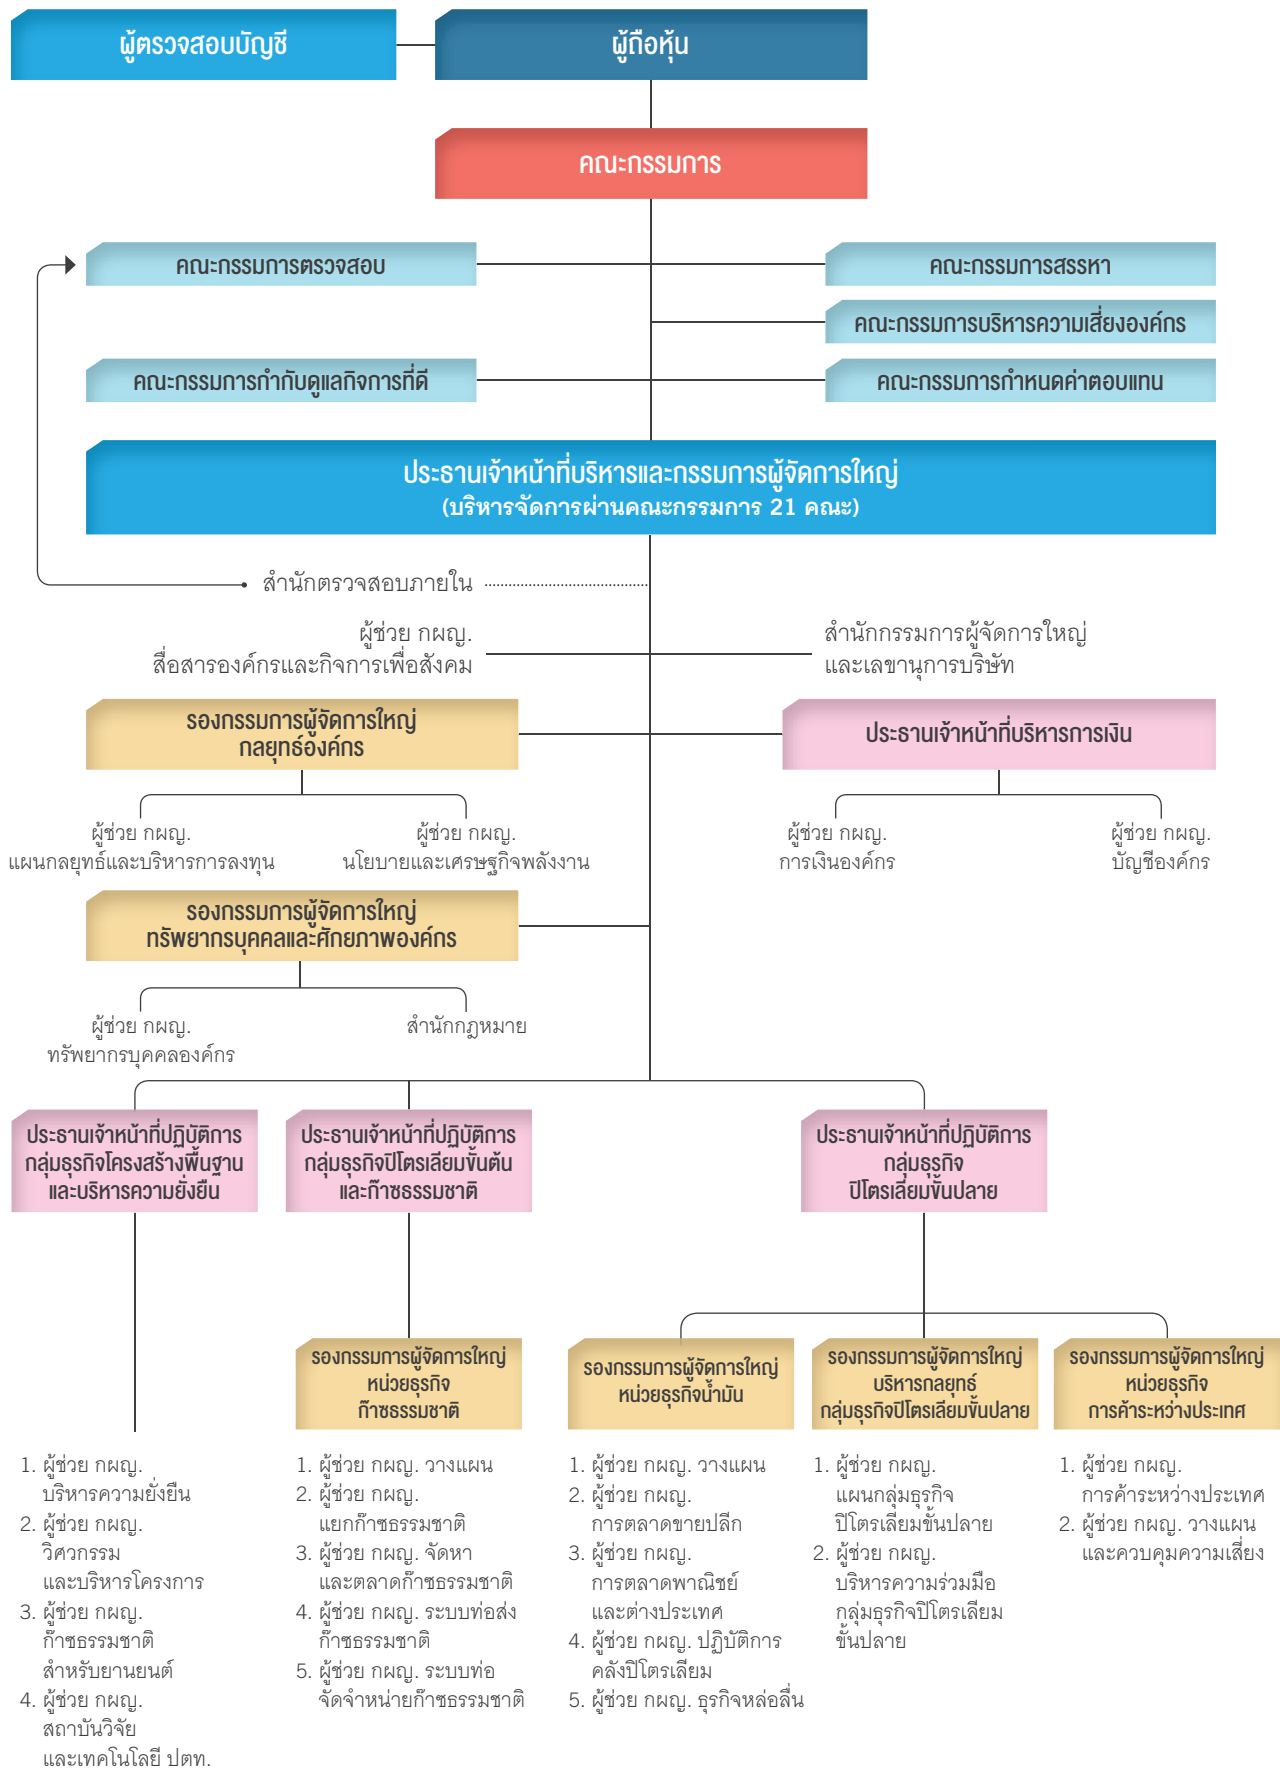 ผู้ตรวจสอบบัญชี
ผู้ถือหุ้น
คณะกรรมการ
คณะกรรมการตรวจสอบ
คณะกรรมการสรรหา
คณะกรรมการบริหารความเสี่ยงองค์กร
คณะกรรมการกำกับดูแลกิจการที่ดี
คณะกรรมการกำหนดค่าตอบแทน
ประธานเจ้าหน้าที่บริหารและกรรมการผู้จัดการใหญ่
(บริหารจัดการผ่านคณะกรรมการ 21 คณะ)
สำนักตรวจสอบภายใน
ผู้ช่วย กผญ.
สื่อสารองค์กรและกิจการเพื่อสังคม
สำนักกรรมการผู้จัดการใหญ่
และเลขานุการบริษัท
รองกรรมการผู้จัดการใหญ่
กลยุทธ์องค์กร
ประธานเจ้าหน้าที่บริหารการเงิน
ผู้ช่วย กผญ.
แผนกลยุทธ์และบริหารการลงทุน
ผู้ช่วย กผญ.
นโยบายและเศรษฐกิจพลังงาน
ผู้ช่วย กผญ.
การเงินองค์กร
ผู้ช่วย กผญ.
บัญชีองค์กร
รองกรรมการผู้จัดการใหญ่
ทรัพยากรบุคคลและศักยภาพองค์กร
ผู้ช่วย กผญ.
ทรัพยากรบุคคลองค์กร
สำนักกฎหมาย
ประธานเจ้าหน้าที่ปฏิบัติการ
กลุ่มธุรกิจโครงสร้างพื้นฐาน
และบริหารความยั่งยืน
ประธานเจ้าหน้าที่ปฏิบัติการ
กลุ่มธุรกิจปิโตรเลียมขั้นต้น
และก๊าซธรรมชาติ
ประธานเจ้าหน้าที่ปฏิบัติการ
กลุ่มธุรกิจ
ปิโตรเลียมขั้นปลาย
รองกรรมการผู้จัดการใหญ่
หน่วยธุรกิจ
ก๊าซธรรมชาติ
รองกรรมการผู้จัดการใหญ่
หน่วยธุรกิจน้ำมัน
รองกรรมการผู้จัดการใหญ่
บริหารกลยุทธ์
กลุ่มธุรกิจปิโตรเลียมขั้นปลาย
รองกรรมการผู้จัดการใหญ่
หน่วยธุรกิจ
การค้าระหว่างประเทศ
1. ผู้ช่วย กผญ.
บริหารความยั่งยืน
2. ผู้ช่วย กผญ.
วิศวกรรม
และบริหารโครงการ
3. ผู้ช่วย กผญ.
ก๊าซธรรมชาติ
สำหรับยานยนต์
4. ผู้ช่วย กผญ.
สถาบันวิจัย
และเทคโนโลยี ปตท.
1. ผู้ช่วย กผญ. วางแผน
2. ผู้ช่วย กผญ.
แยกก๊าซธรรมชาติ
3. ผู้ช่วย กผญ. จัดหา
และตลาดก๊าซธรรมชาติ
4. ผู้ช่วย กผญ. ระบบท่อส่ง
ก๊าซธรรมชาติ
5. ผู้ช่วย กผญ. ระบบท่อ
จัดจำหน่ายก๊าซธรรมชาติ
1. ผู้ช่วย กผญ. วางแผน
2. ผู้ช่วย กผญ.
การตลาดขายปลีก
3. ผู้ช่วย กผญ.
การตลาดพาณิชย์
และต่างประเทศ
4. ผู้ช่วย กผญ. ปฏิบัติการ
คลังปิโตรเลียม
5. ผู้ช่วย กผญ. ธุรกิจหล่อลื่น
1. ผู้ช่วย กผญ.
แผนกลุ่มธุรกิจ
ปิโตรเลียมขั้นปลาย
2. ผู้ช่วย กผญ.
บริหารความร่วมมือ
กลุ่มธุรกิจปิโตรเลียม
ขั้นปลาย
1. ผู้ช่วย กผญ.
การค้าระหว่างประเทศ
2. ผู้ช่วย กผญ. วางแผน
และควบคุมความเสี่ยง